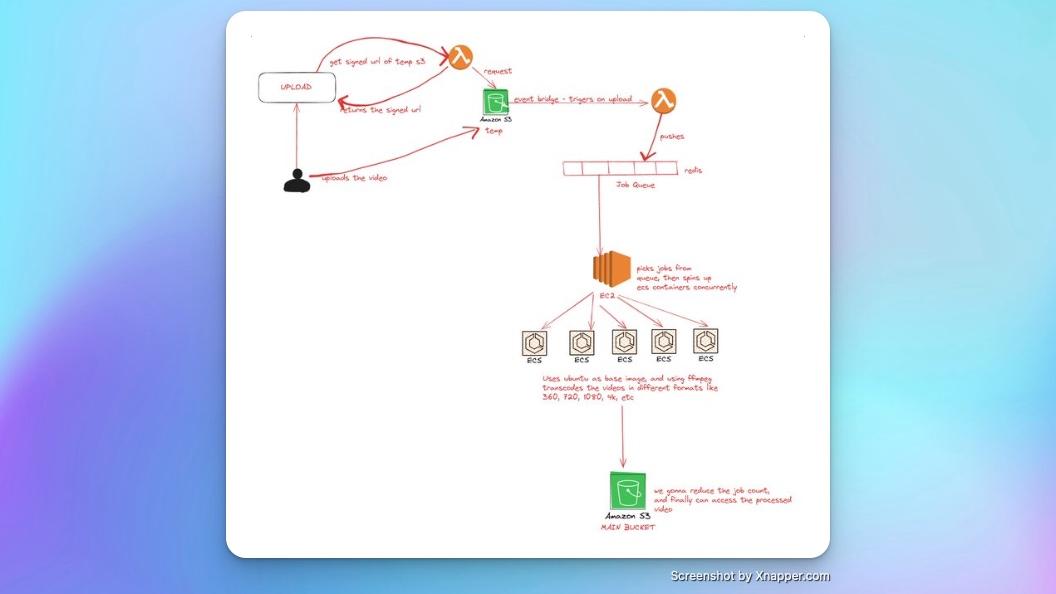 get signed url of temp s3
UPLOAD
request
returns the signed url
event bridge - trigers on upload
Amazon S3
temp
pushes
uploads the video
redis
Job Queue
picks jobs from
queue, then spins up
ecs containers concurrently
EC2
ECS
ECS
ECS
ECS
ECS
Uses ubuntu as base image, and using ffmpeg
transcodes the videos in different formats like
360, 720, 1080, 4k, etc
we gonna reduce the job count,
and finally can access the processed
video
Amazon S3
MAIN BUCKET
Screenshot by Xnapper.com